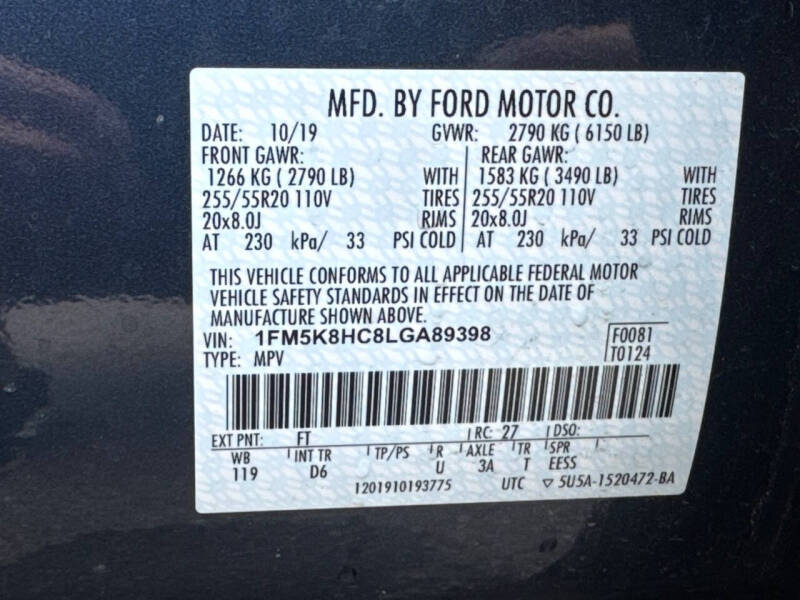 MFD. BY FORD MOTOR CO.
DATE: 10/19 GVWR: 2790 KG ( 6150 LB)
FRONT GAWR: REAR GAWR:
1266 KG ( 2790 LB) WITH 1583 KG ( 3490 LB) WITH
255/55R20 110V TIRES 255/55R20 110V TIRES
20x8.0J RIMS 20x8.0J RIMS
AT 230 kPa/ 33 PSI COLD AT 230 kPa/ 33 PSI COLD
THIS VEHICLE CONFORMS TO ALL APPLICABLE FEDERAL MOTOR
VEHICLE SAFETY STANDARDS IN EFFECT ON THE DATE OF
MANUFACTURE SHOWN ABOVE.
VIN: 1FM5K8HC8LGA89398 F0081
TYPE: MPV T0124
EXT PNT: FT RC: 27 DSO:
WB INT TR TP/PS R AXLE TR SPR
119 D6 U 3A T EESS
1201910193775 UTC ▽ 5U5A-1520472-BA